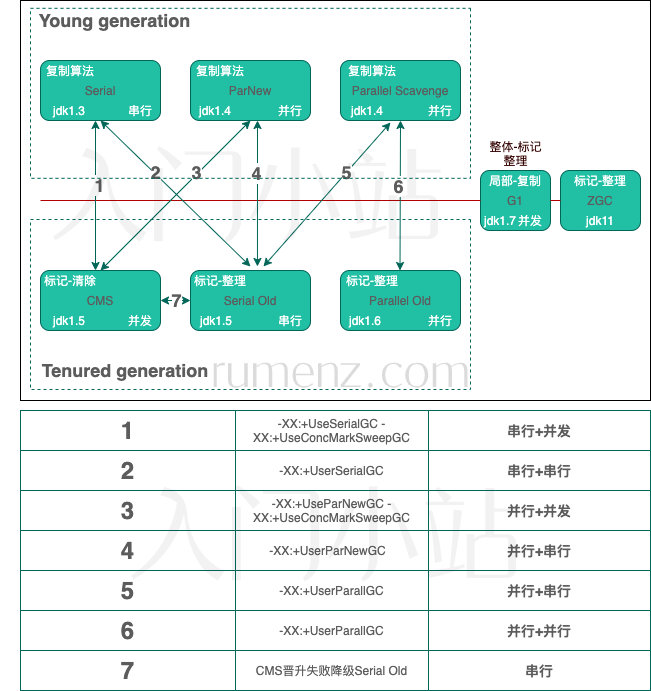 Young generation
复制算法
Serial
jdk1.3 串行
复制算法
ParNew
jdk1.4 并行
复制算法
Parallel Scavenge
jdk1.4 并行
1
2
3
4
5
6
整体-标记
整理
局部-复制
G1
jdk1.7 并发
标记-整理
ZGC
jdk11
入门小站
标记-清除
CMS
jdk1.5 并发
7
标记-整理
Serial Old
jdk1.5 串行
标记-整理
Parallel Old
jdk1.6 并行
Tenured generation
rumenz.com
1 -XX:+UseSerialGC -
XX:+UseConcMarkSweepGC 串行+并发
2 -XX:+UserSerialGC 串行+串行
3 -XX:+UseParNewGC -
XX:+UseConcMarkSweepGC 并行+并发
4 -XX:+UserParNewGC 并行+串行
入门小站
5 -XX:+UserParallGC 并行+串行
6 -XX:+UserParallGC 并行+并行
7 CMS晋升失败降级Serial Old 串行